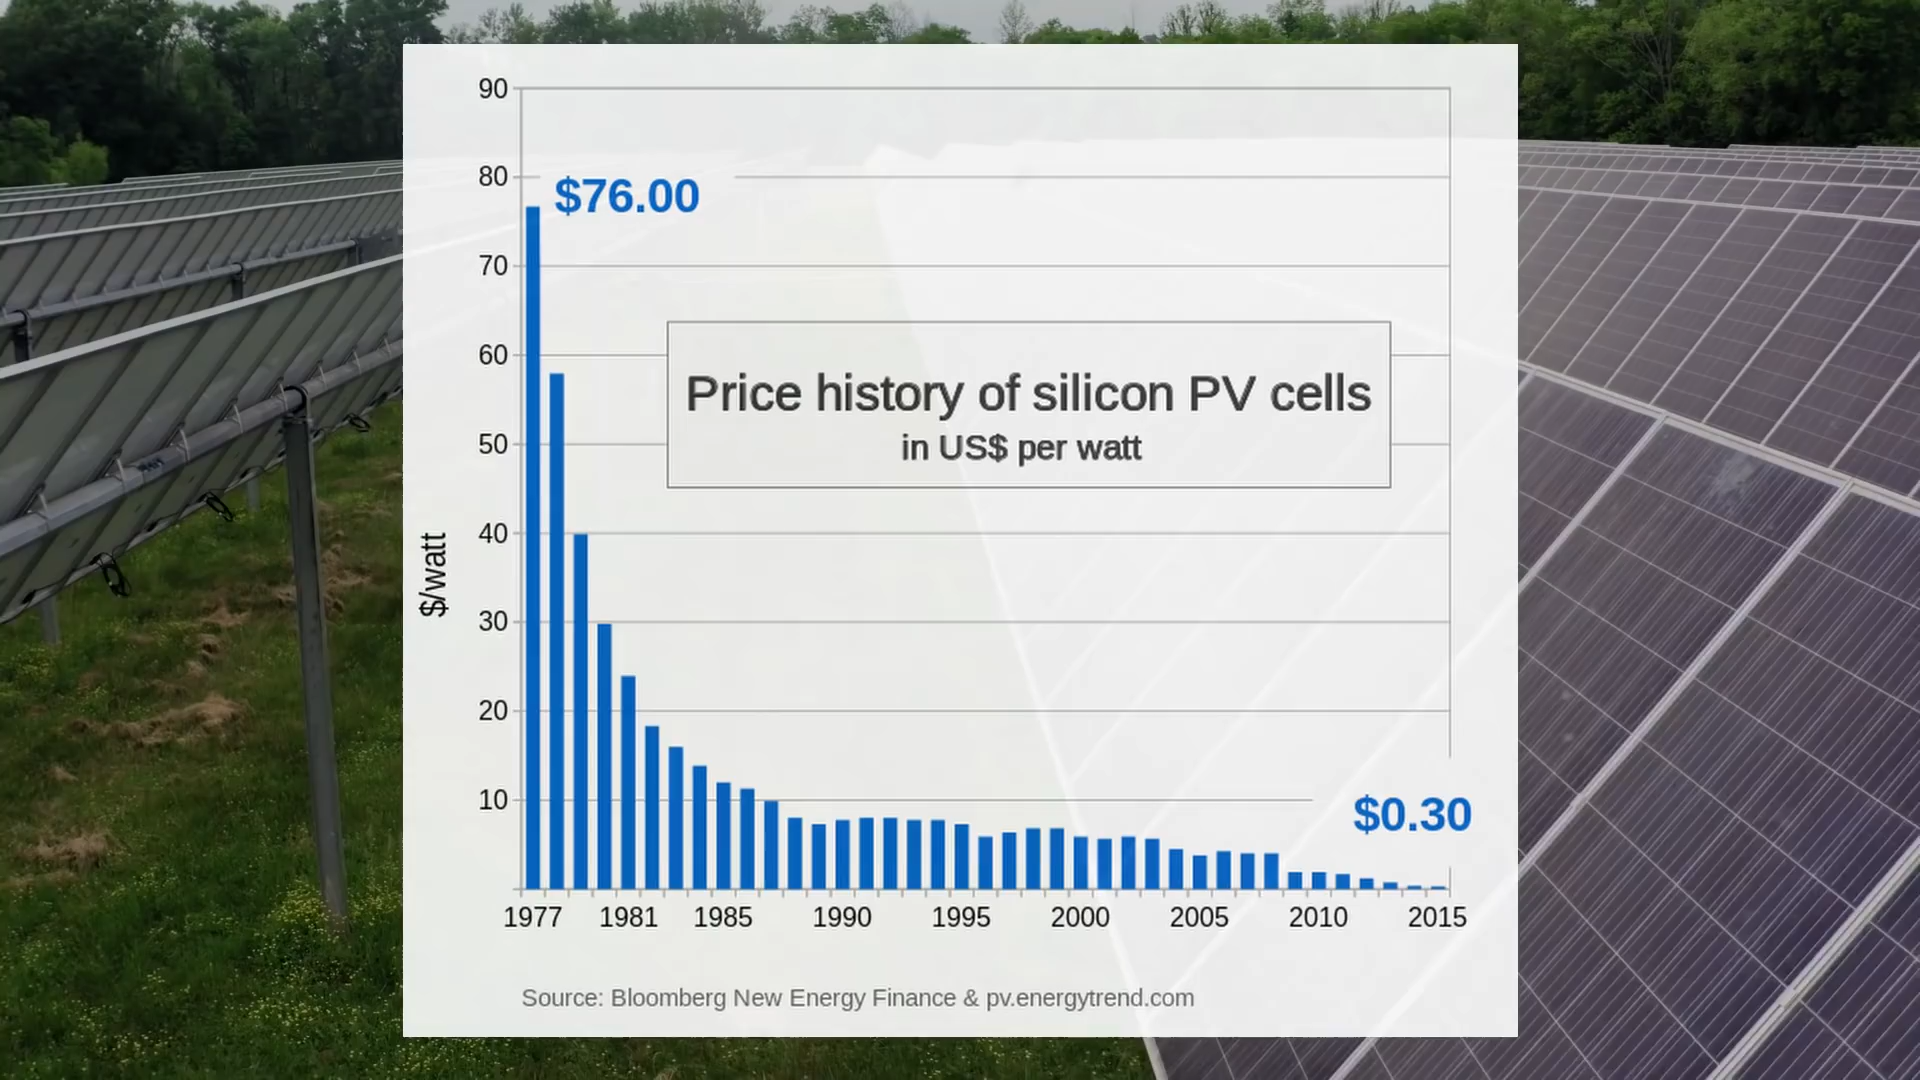 90
80
$76.00
70
60
Price history of silicon PV cells
50
in US$ per watt
40
$/watt
30
20
10
$0.30
1977 1981 1985 1990 1995 2000 2005 2010 2015
Source: Bloomberg New Energy Finance & pv.energytrend.com